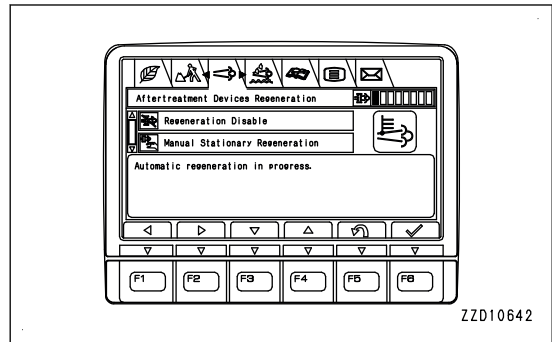 Aftertreatment Devices Regeneration
Regeneration Disable
Manual Stationary Regeneration
Automatic regeneration in progress.
F1 F2 F3 F4 F5 F6
ZZD10642